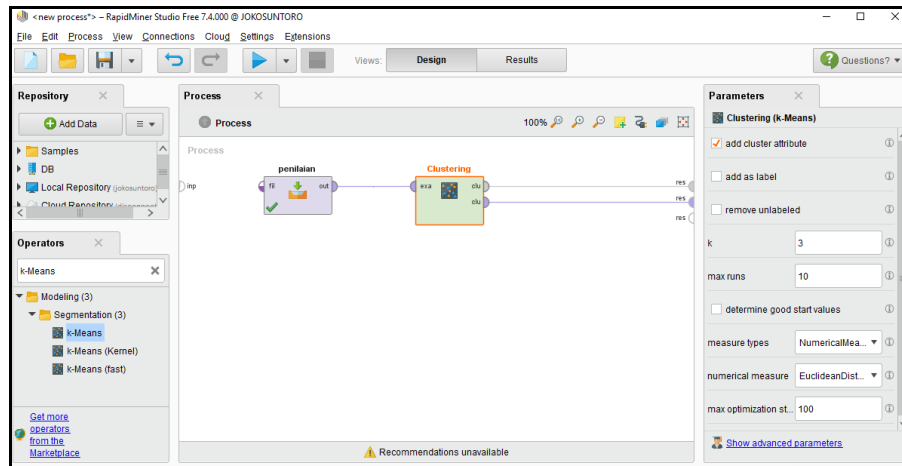 <new process*> – RapidMiner Studio Free 7.4.000 @ JOKOSUNTORO
File Edit Process View Connections Cloud Settings Extensions
Views: Design Results Questions?
Repository
Add Data
Samples
DB
Local Repository (jokosuntoro)
Cloud Repository
Operators
k-Means
Modeling (3)
Segmentation (3)
k-Means
k-Means (Kernel)
k-Means (fast)
Get more
operators
from the
Marketplace
Process
Process
100%
Process
inp
penilaian
fil out
Clustering
exa clu
clu
res
res
res
Recommendations unavailable
Parameters
Clustering (k-Means)
add cluster attribute
add as label
remove unlabeled
k 3
max runs 10
determine good start values
measure types NumericalMea...
numerical measure EuclideanDist...
max optimization st... 100
Show advanced parameters